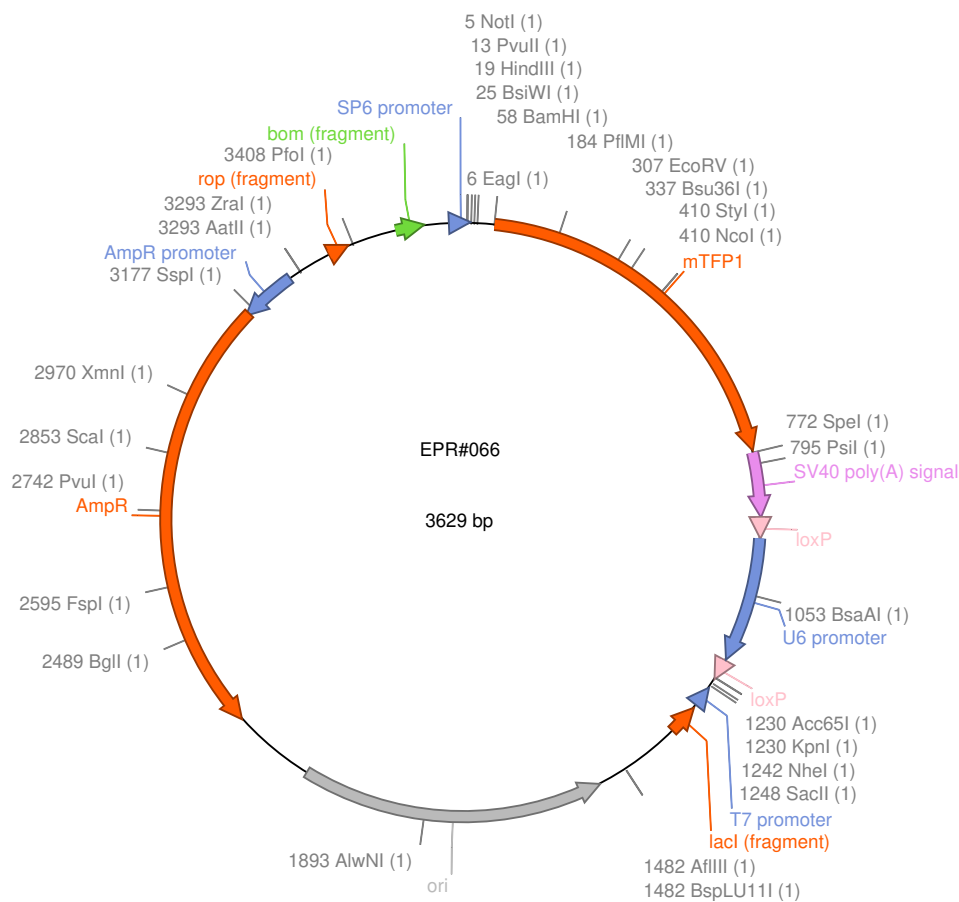 5 NotI (1)
13 PvuII (1)
19 HindIII (1)
25 BsiWI (1)
58 BamHI (1)
184 PflMI (1)
307 EcoRV (1)
337 Bsu36I (1)
410 StyI (1)
410 NcoI (1)
mTFP1
6 EagI (1)
SP6 promoter
bom (fragment)
3408 PfoI (1)
rop (fragment)
3293 ZraI (1)
3293 AatII (1)
AmpR promoter
3177 SspI (1)
2970 XmnI (1)
2853 ScaI (1)
2742 PvuI (1)
AmpR
2595 FspI (1)
2489 BglI (1)
EPR#066
3629 bp
772 SpeI (1)
795 PsiI (1)
SV40 poly(A) signal
loxP
1053 BsaAI (1)
U6 promoter
loxP
1230 Acc65I (1)
1230 KpnI (1)
1242 NheI (1)
1248 SacII (1)
T7 promoter
lacI (fragment)
1482 AflIII (1)
1482 BspLU11I (1)
1893 AlwNI (1)
ori